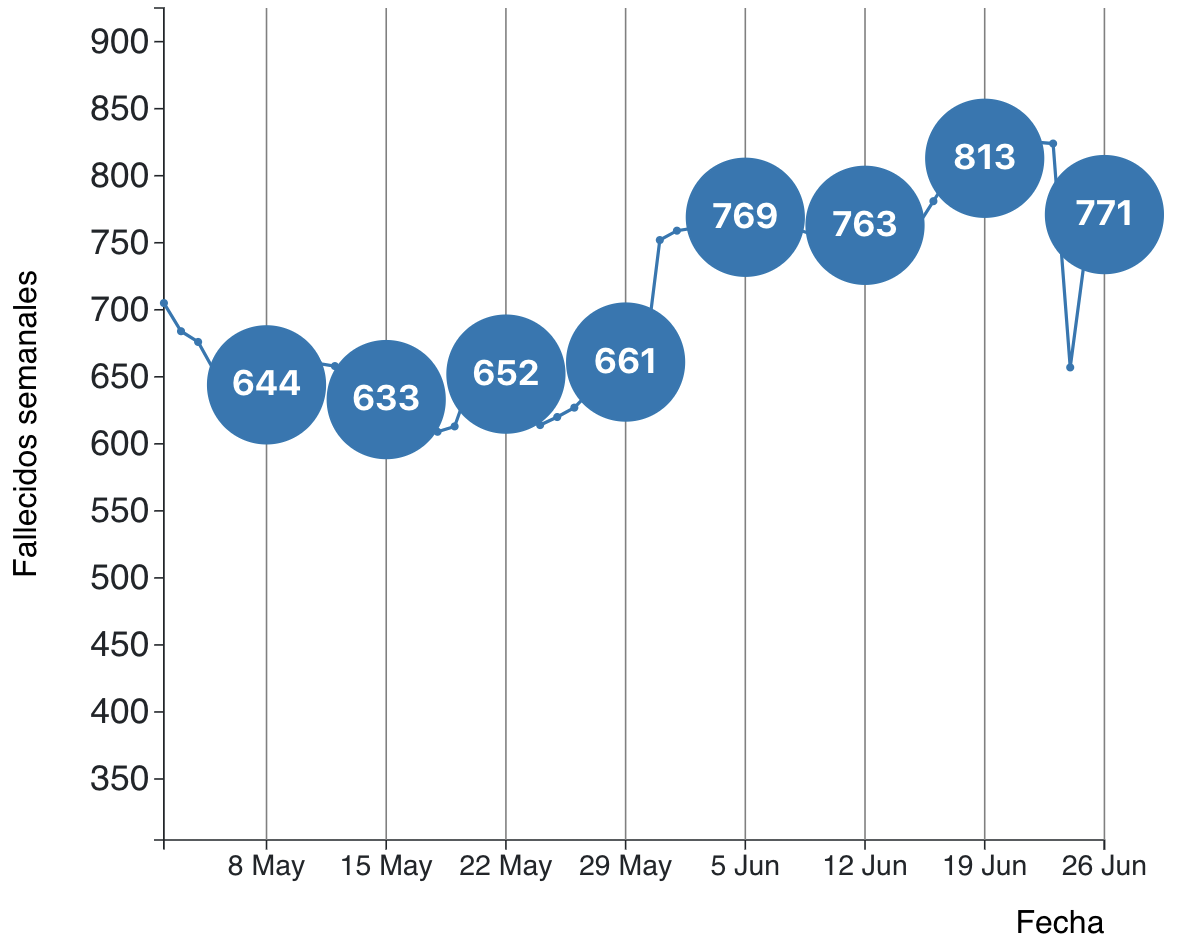 900
850
800
750
700
650
600
550
500
450
400
350
Fallecidos semanales
644
633
652
661
769
763
813
771
8 May
15 May
22 May
29 May
5 Jun
12 Jun
19 Jun
26 Jun
Fecha